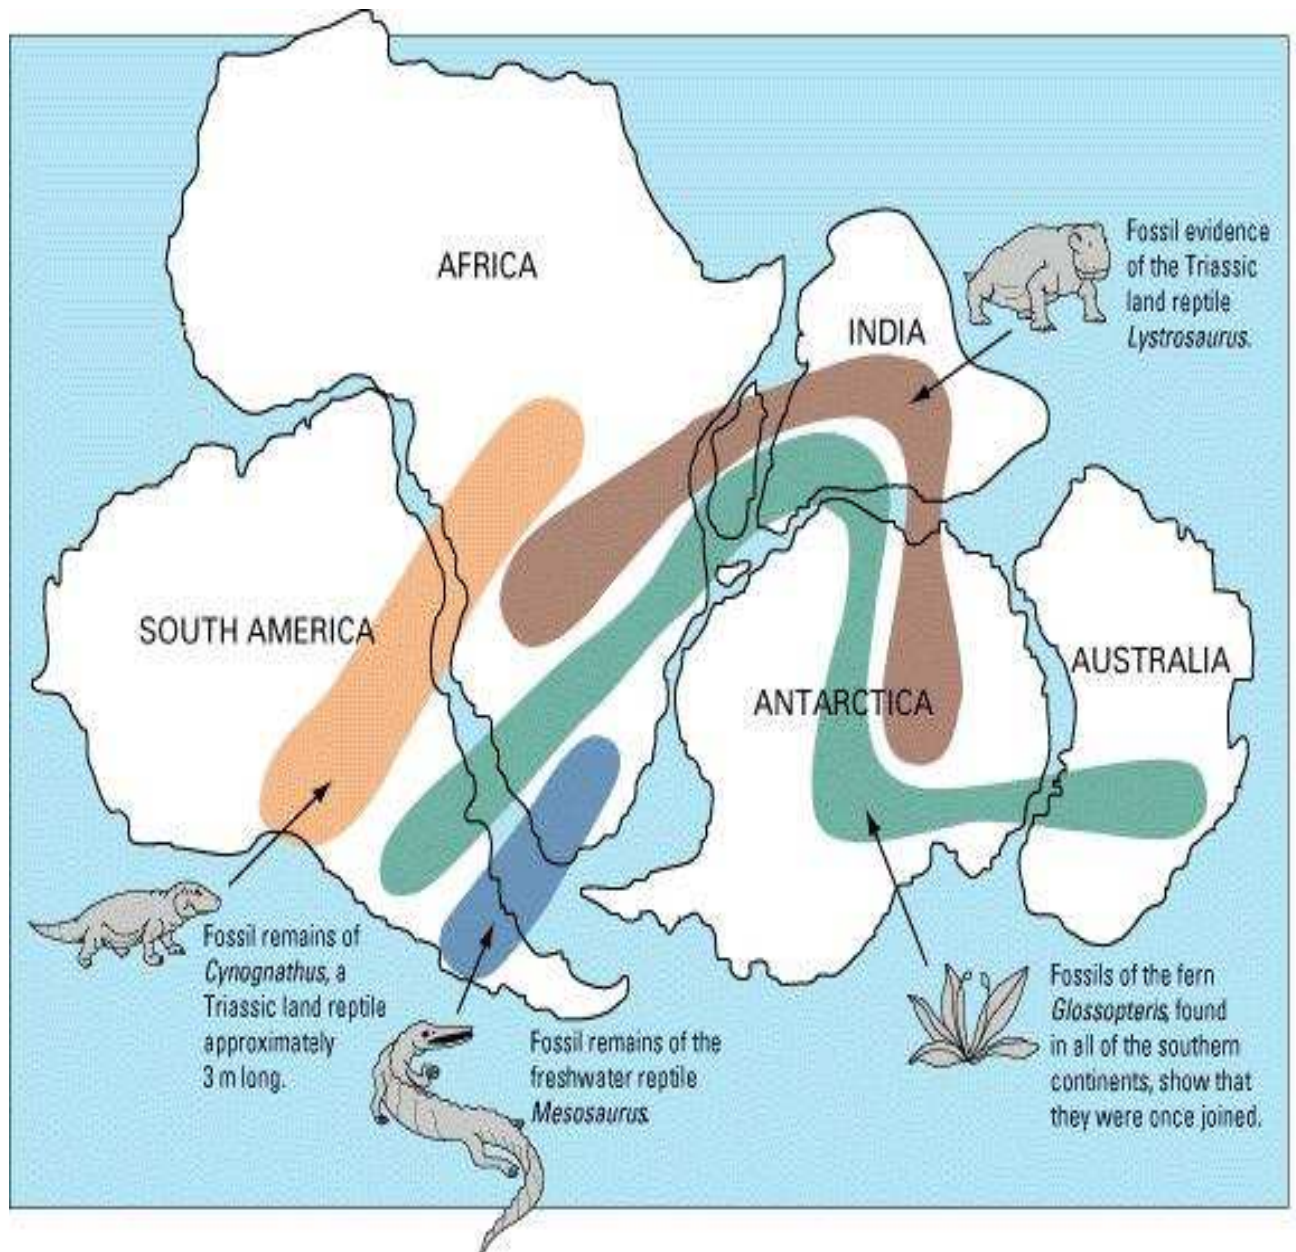 AFRICA
INDIA
Fossil evidence
of the Triassic
land reptile
Lystrosaurus.
SOUTH AMERICA
ANTARCTICA
AUSTRALIA
Fossil remains of
Cynognathus, a
Triassic land reptile
approximately
3 m long.
Fossil remains of the
freshwater reptile
Mesosaurus.
Fossils of the fern
Glossopteris, found
in all of the southern
continents, show that
they were once joined.